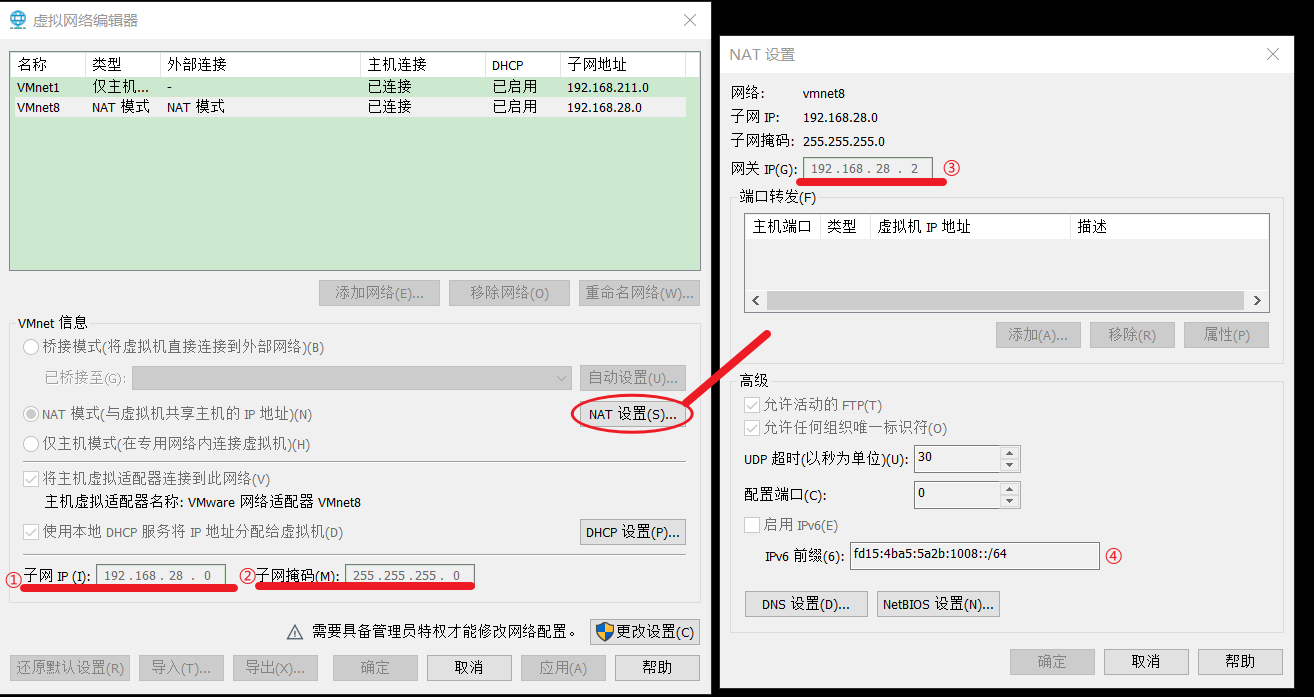 虚拟网络编辑器
名称 类型 外部连接 主机连接 DHCP 子网地址
VMnet1 仅主机... - 已连接 已启用 192.168.211.0
VMnet8 NAT 模式 NAT 模式 已连接 已启用 192.168.28.0
添加网络(E)... 移除网络(O) 重命名网络(W)...
VMnet 信息
桥接模式(将虚拟机直接连接到外部网络)(B)
已桥接至(G): 自动设置(U)...
NAT 模式(与虚拟机共享主机的 IP 地址)(N) NAT 设置(S)...
仅主机模式(在专用网络内连接虚拟机)(H)
将主机虚拟适配器连接到此网络(V)
主机虚拟适配器名称: VMware 网络适配器 VMnet8
使用本地 DHCP 服务将 IP 地址分配给虚拟机(D) DHCP 设置(P)...
① 子网 IP (I): 192.168.28.0 ② 子网掩码(M): 255.255.255.0
需要具备管理员特权才能修改网络配置。 更改设置(C)
还原默认设置(R) 导入(T)... 导出(X)... 确定 取消 应用(A) 帮助
NAT 设置
网络: vmnet8
子网 IP: 192.168.28.0
子网掩码: 255.255.255.0
网关 IP(G): 192.168.28.2 ③
端口转发(F)
主机端口 类型 虚拟机 IP 地址 描述
添加(A)... 移除(R) 属性(P)
高级
允许活动的 FTP(T)
允许任何组织唯一标识符(O)
UDP 超时(以秒为单位)(U): 30
配置端口(C): 0
启用 IPv6(E)
IPv6 前缀(6): fd15:4ba5:5a2b:1008::/64 ④
DNS 设置(D)... NetBIOS 设置(N)...
确定 取消 帮助